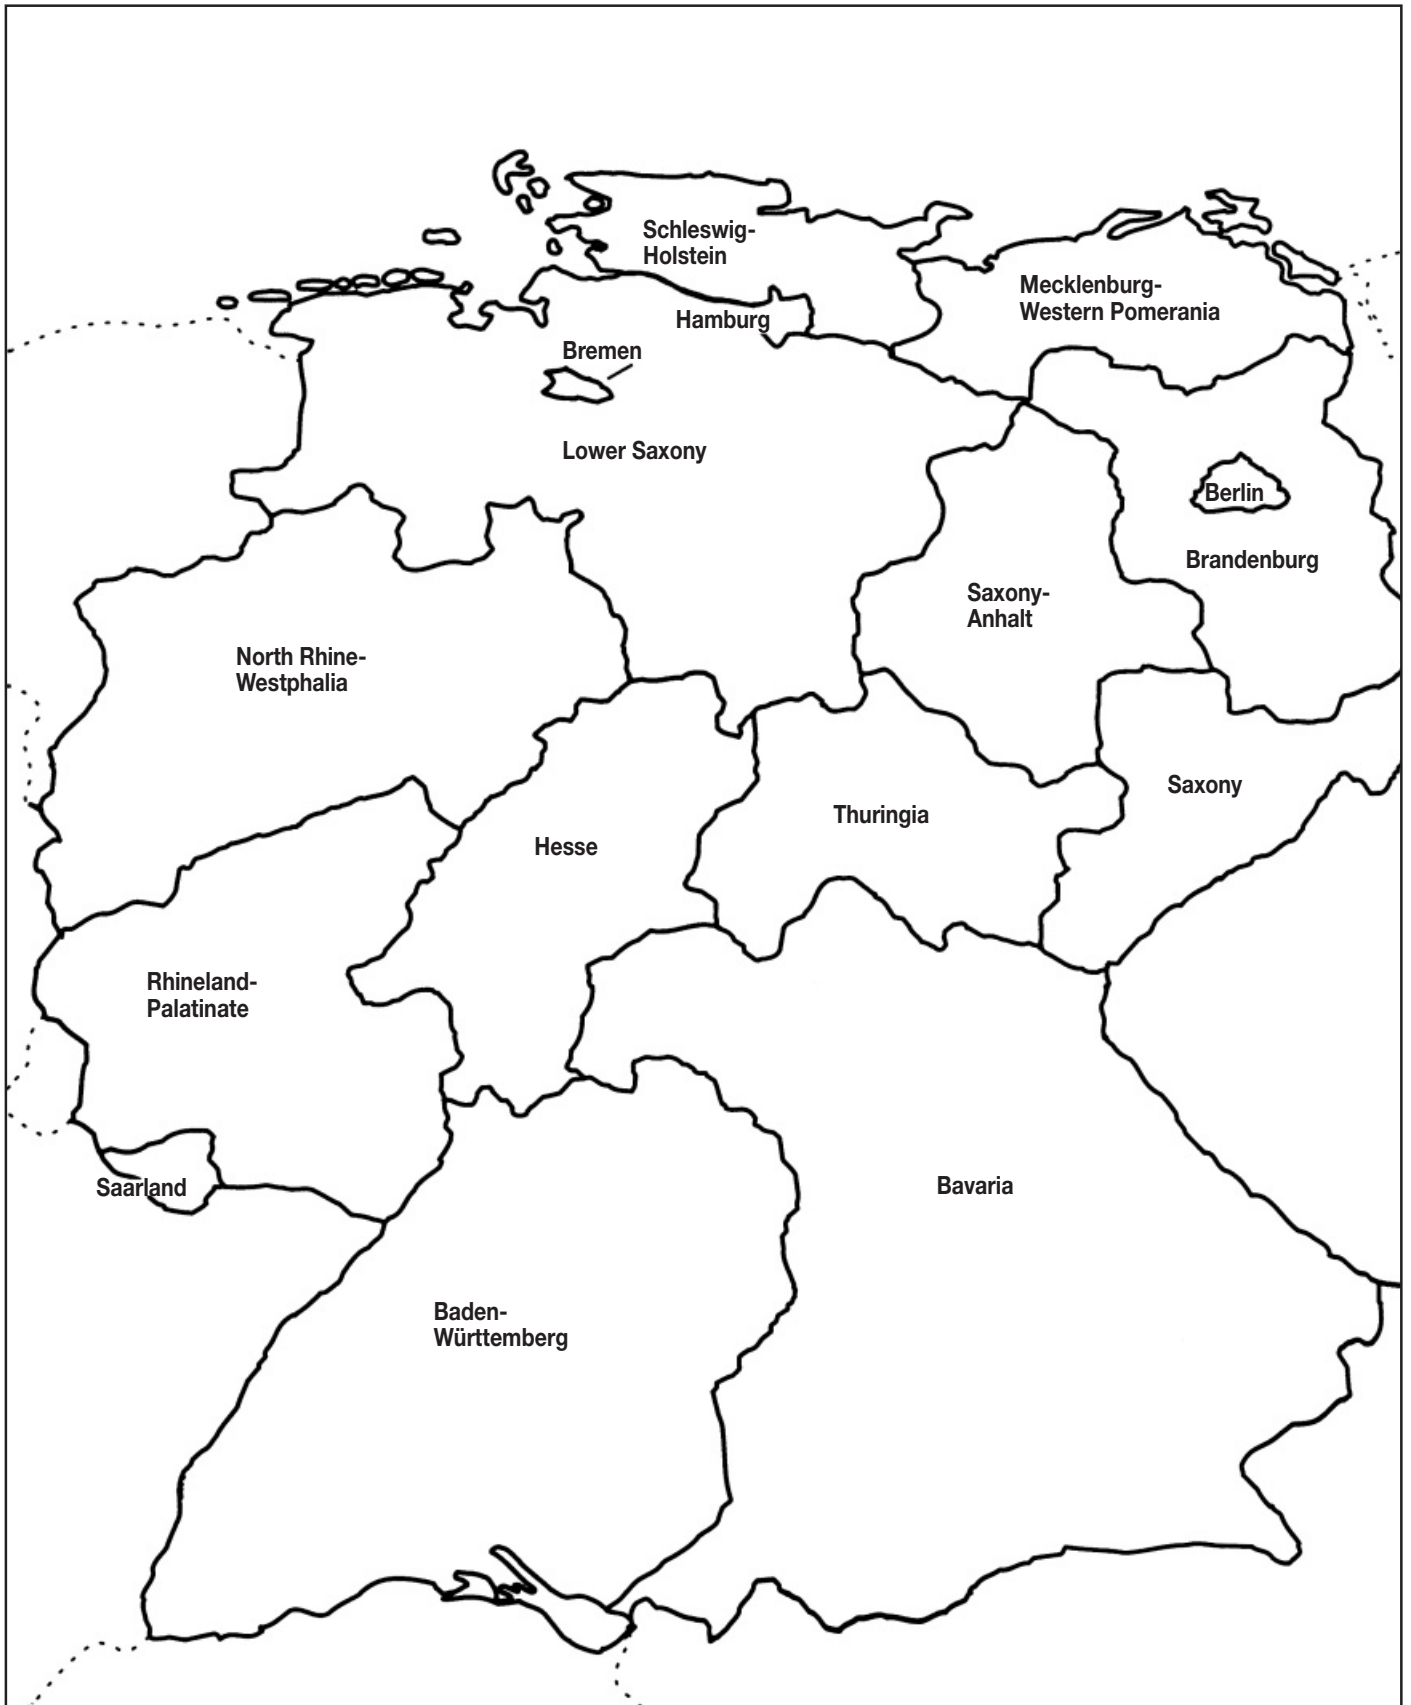 Schleswig-
Holstein
Mecklenburg-
Western Pomerania
Hamburg
Bremen
Lower Saxony
Berlin
Brandenburg
Saxony-
Anhalt
North Rhine-
Westphalia
Saxony
Thuringia
Hesse
Rhineland-
Palatinate
Saarland
Bavaria
Baden-
Württemberg